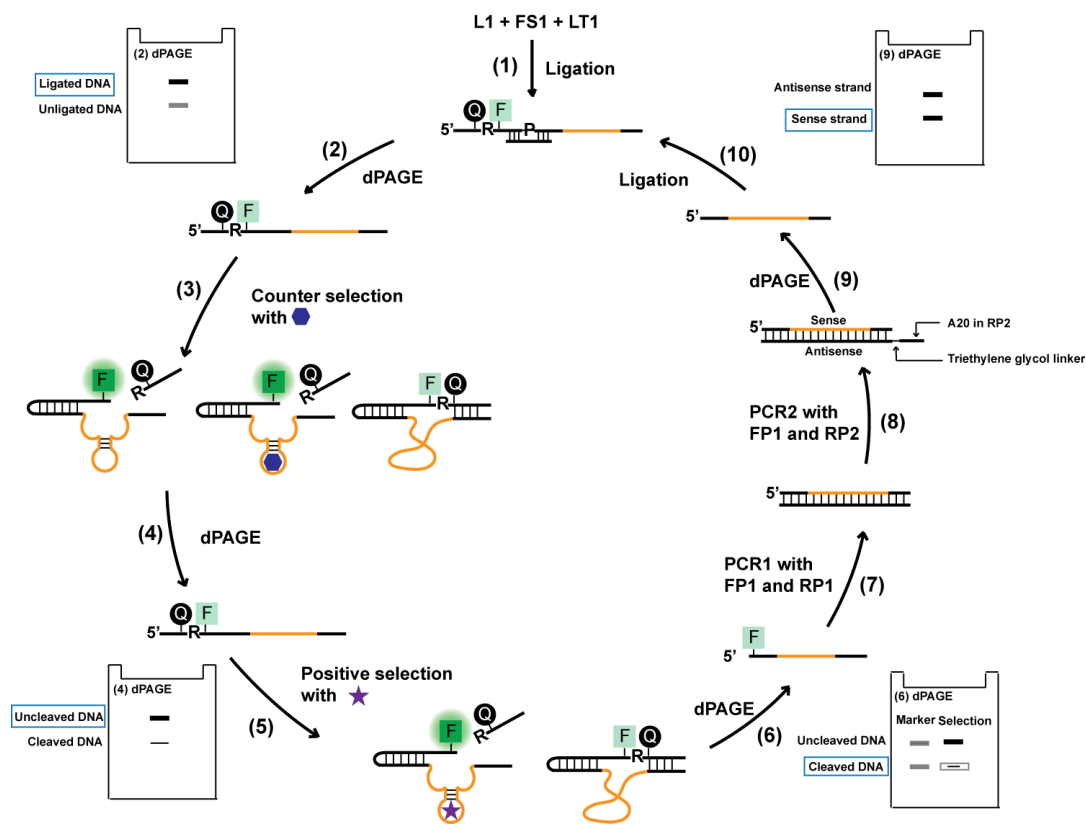 L1 + FS1 + LT1
(1) Ligation
(2) dPAGE
Ligated DNA
Unligated DNA
(9) dPAGE
Antisense strand
Sense strand
Q F
5' R P
(2)
dPAGE
(10)
Ligation
Q F
5' R
5'
(3)
Counter selection
with
dPAGE
(9)
F Q
R
F Q
R
F Q
R
5' Sense
Antisense
A20 in RP2
Triethylene glycol linker
PCR2 with
FP1 and RP2
(8)
5'
(4)
dPAGE
PCR1 with
FP1 and RP1
(7)
Q F
5' R
F
5'
(4) dPAGE
Uncleaved DNA
Cleaved DNA
(5)
Positive selection
with
F Q
R
F Q
R
dPAGE
(6)
(6) dPAGE
Marker Selection
Uncleaved DNA
Cleaved DNA